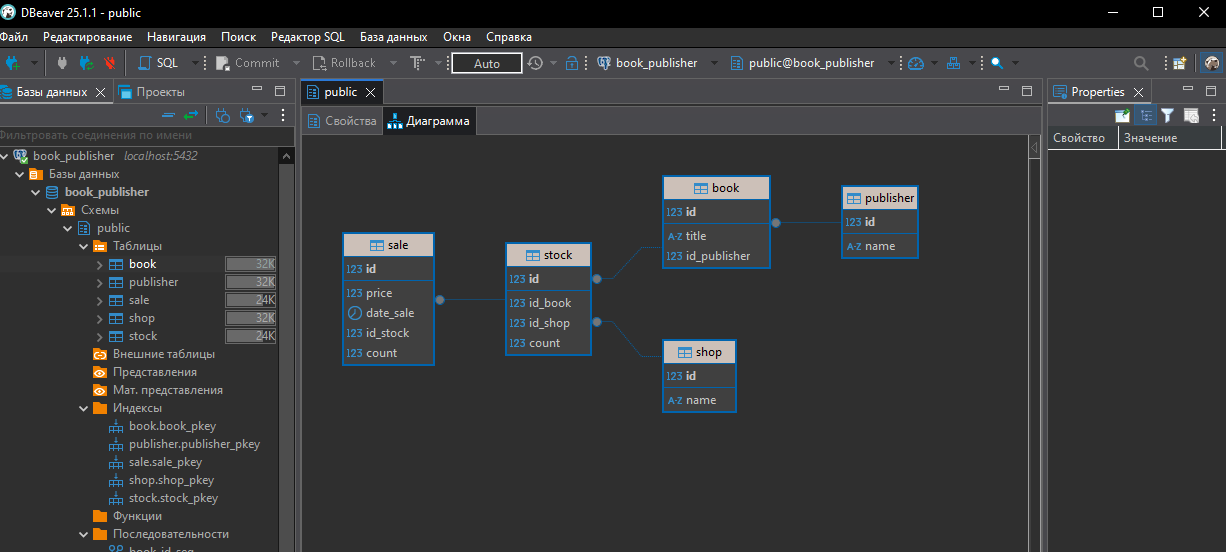 DBeaver 25.1.1 - public
Файл Редактирование Навигация Поиск Редактор SQL База данных Окна Справка
SQL Commit Rollback Auto book_publisher public@book_publisher
Базы данных Проекты
Фильтровать соединения по имени
book_publisher localhost:5432
Базы данных
book_publisher
Схемы
public
Таблицы
book 32K
publisher 32K
sale 24K
shop 32K
stock 24K
Внешние таблицы
Представления
Мат. представления
Индексы
book.book_pkey
publisher.publisher_pkey
sale.sale_pkey
shop.shop_pkey
stock.stock_pkey
Функции
Последовательности
book_id_seq
public
Свойства Диаграмма
sale
123 id
123 price
date_sale
123 id_stock
123 count
stock
123 id
123 id_book
123 id_shop
123 count
book
123 id
A-Z title
123 id_publisher
publisher
123 id
A-Z name
shop
123 id
A-Z name
Properties
Свойство Значение